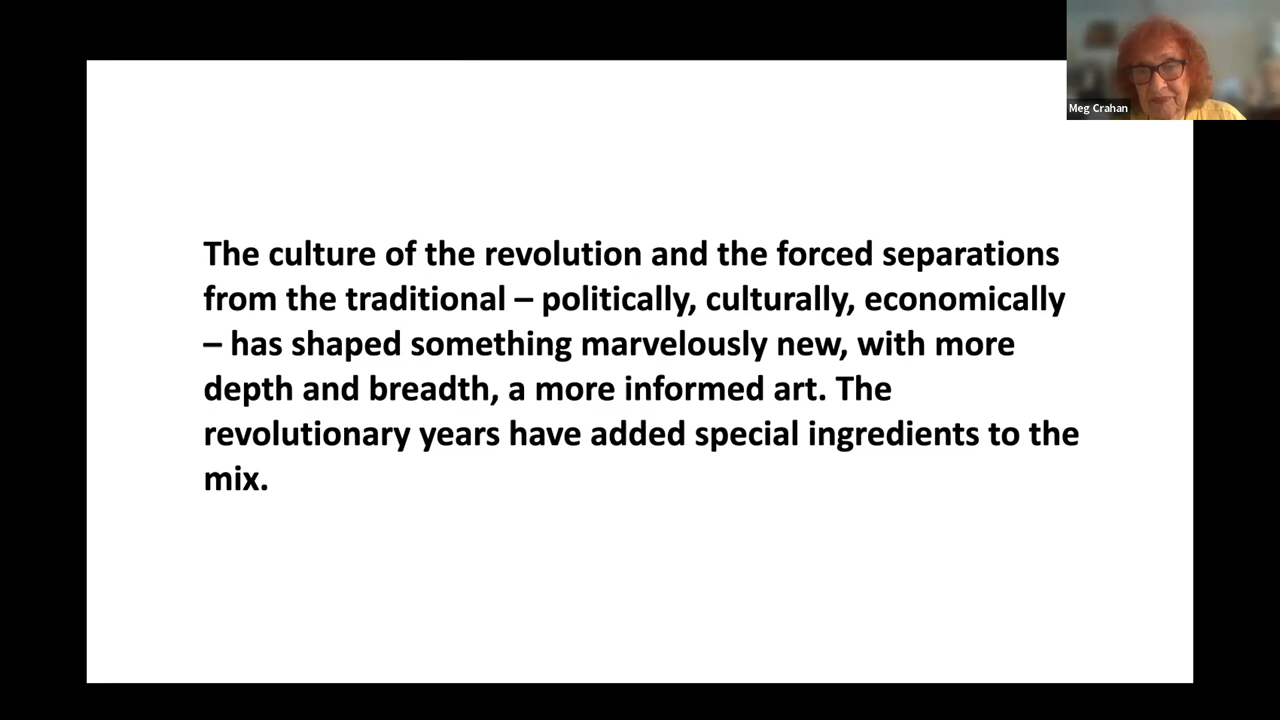 Meg Crahan
The culture of the revolution and the forced separations
from the traditional – politically, culturally, economically
– has shaped something marvelously new, with more
depth and breadth, a more informed art. The
revolutionary years have added special ingredients to the
mix.